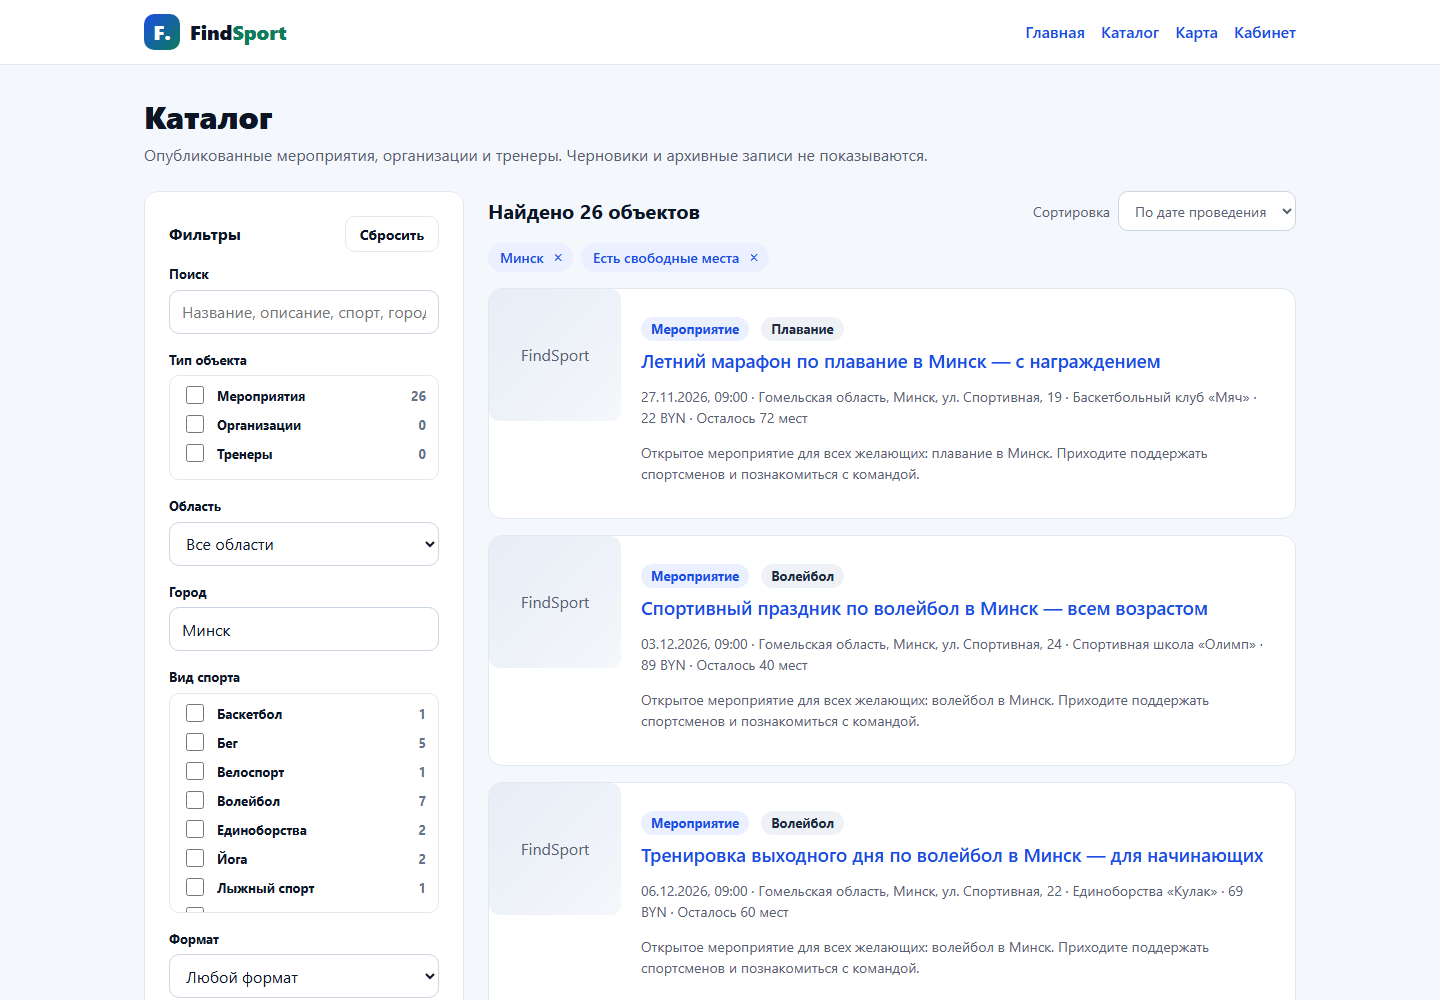 F. FindSport
Главная Каталог Карта Кабинет
Каталог
Опубликованные мероприятия, организации и тренеры. Черновики и архивные записи не показываются.
Фильтры
Сбросить
Поиск
Название, описание, спорт, город
Тип объекта
Мероприятия 26
Организации 0
Тренеры 0
Область
Все области
Город
Минск
Вид спорта
Баскетбол 1
Бег 5
Велоспорт 1
Волейбол 7
Единоборства 2
Йога 2
Лыжный спорт 1
Формат
Любой формат
Найдено 26 объектов
Сортировка По дате проведения
Минск × Есть свободные места ×
FindSport
Мероприятие Плавание
Летний марафон по плавание в Минск — с награждением
27.11.2026, 09:00 · Гомельская область, Минск, ул. Спортивная, 19 · Баскетбольный клуб «Мяч» ·
22 BYN · Осталось 72 мест
Открытое мероприятие для всех желающих: плавание в Минск. Приходите поддержать
спортсменов и познакомиться с командой.
FindSport
Мероприятие Волейбол
Спортивный праздник по волейбол в Минск — всем возрастом
03.12.2026, 09:00 · Гомельская область, Минск, ул. Спортивная, 24 · Спортивная школа «Олимп» ·
89 BYN · Осталось 40 мест
Открытое мероприятие для всех желающих: волейбол в Минск. Приходите поддержать
спортсменов и познакомиться с командой.
FindSport
Мероприятие Волейбол
Тренировка выходного дня по волейбол в Минск — для начинающих
06.12.2026, 09:00 · Гомельская область, Минск, ул. Спортивная, 22 · Единоборства «Кулак» · 69
BYN · Осталось 60 мест
Открытое мероприятие для всех желающих: волейбол в Минск. Приходите поддержать
спортсменов и познакомиться с командой.